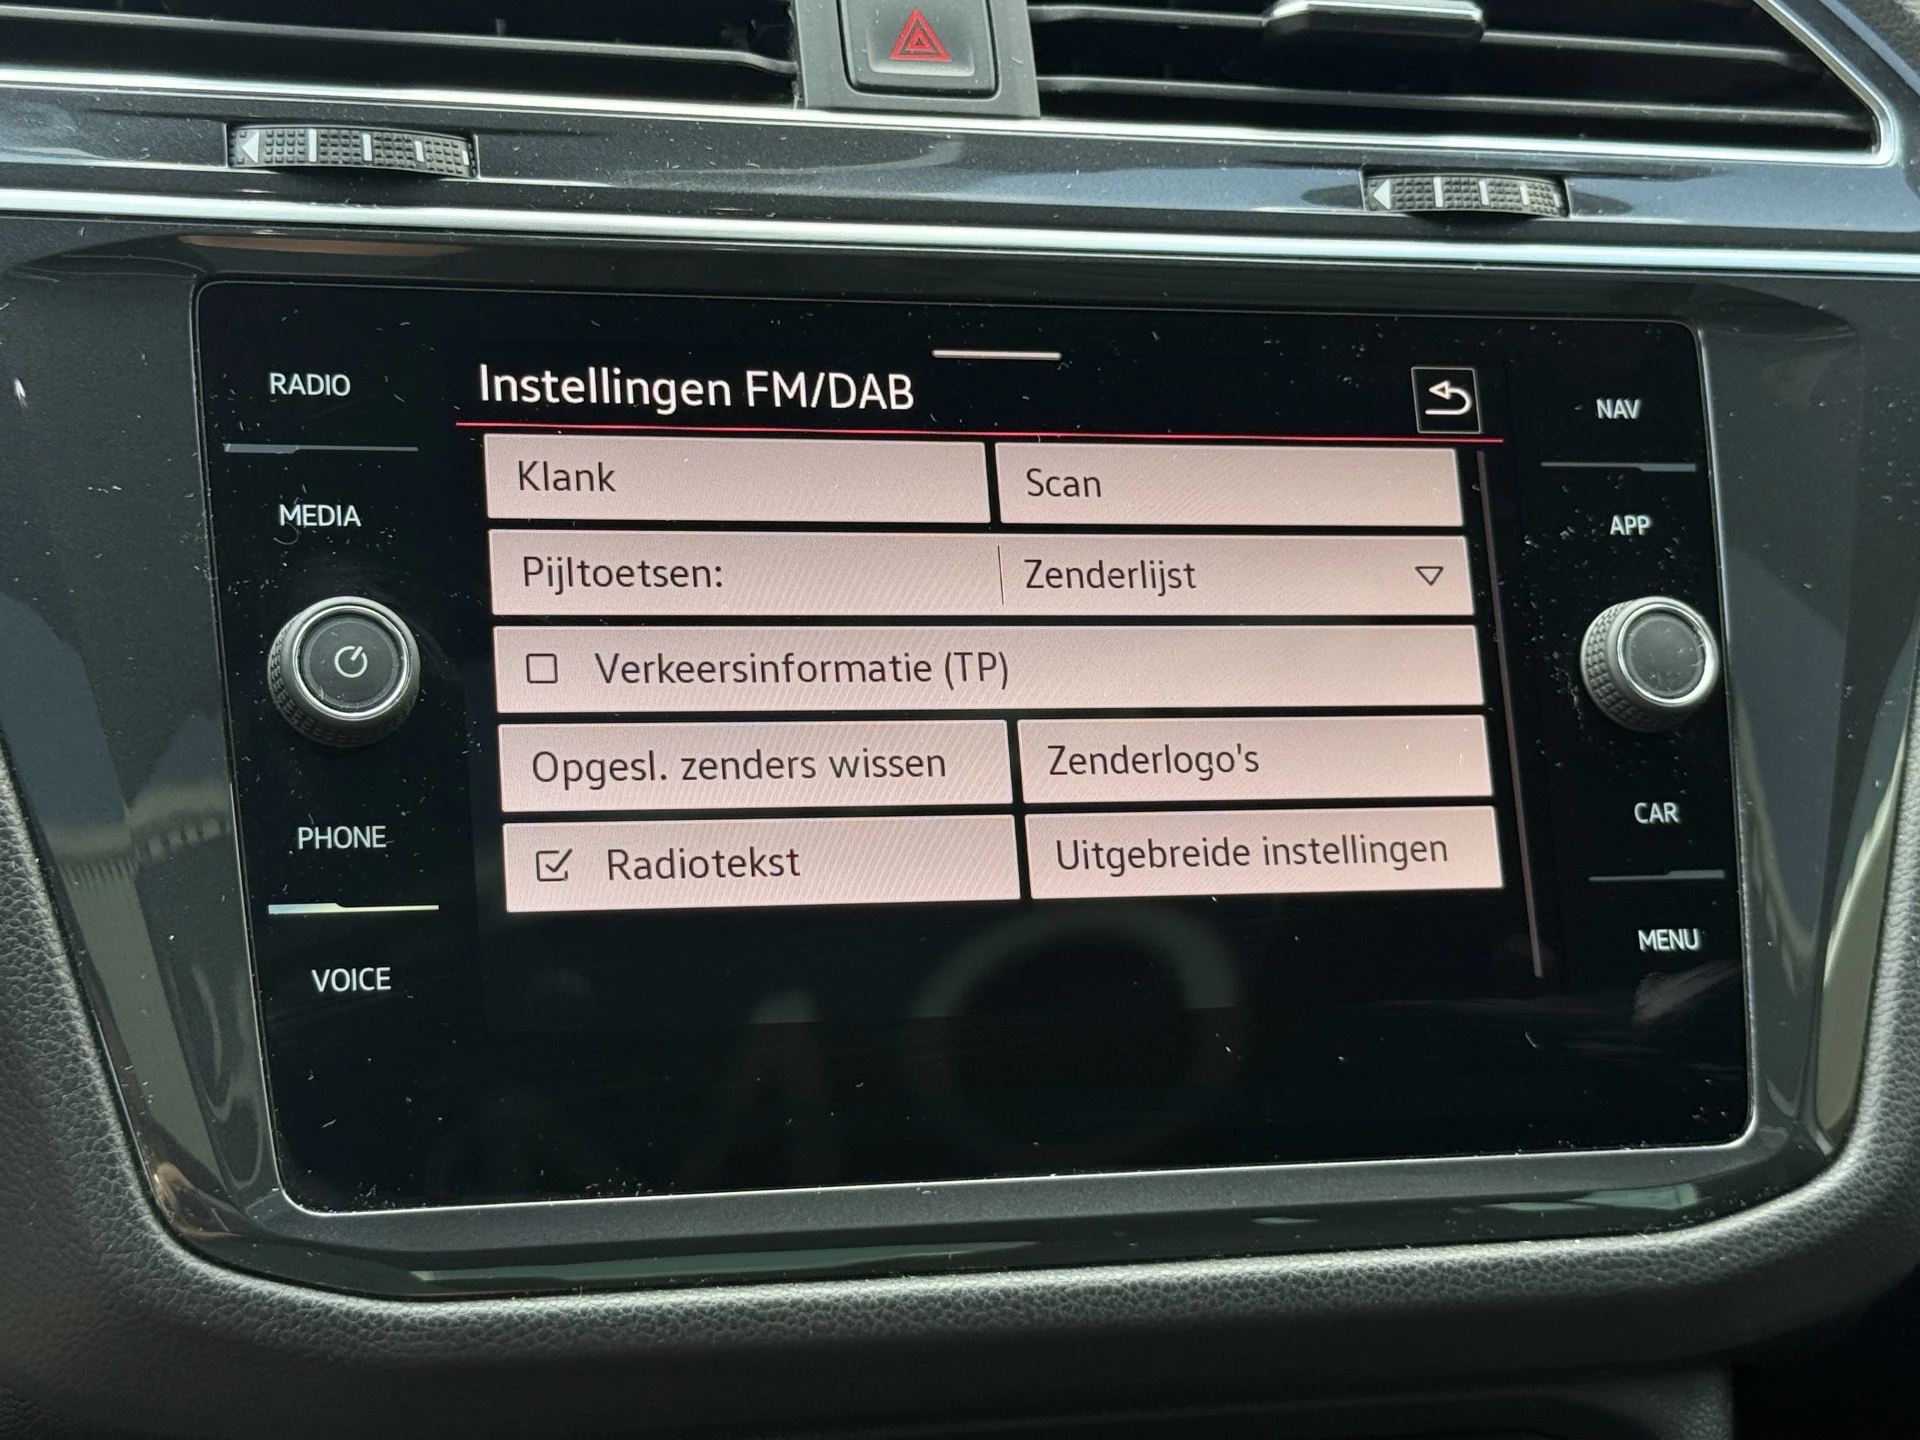 RADIO
MEDIA
PHONE
VOICE
Instellingen FM/DAB
Klank
Scan
Pijltoetsen: Zenderlijst
Verkeersinformatie (TP)
Opgesl. zenders wissen
Zenderlogo's
Radiotekst
Uitgebreide instellingen
NAV
APP
CAR
MENU